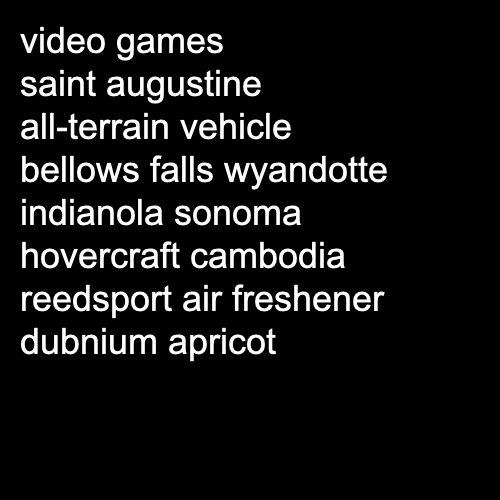 video games
saint augustine
all-terrain vehicle
bellows falls wyandotte
indianola sonoma
hovercraft cambodia
reedsport air freshener
dubnium apricot